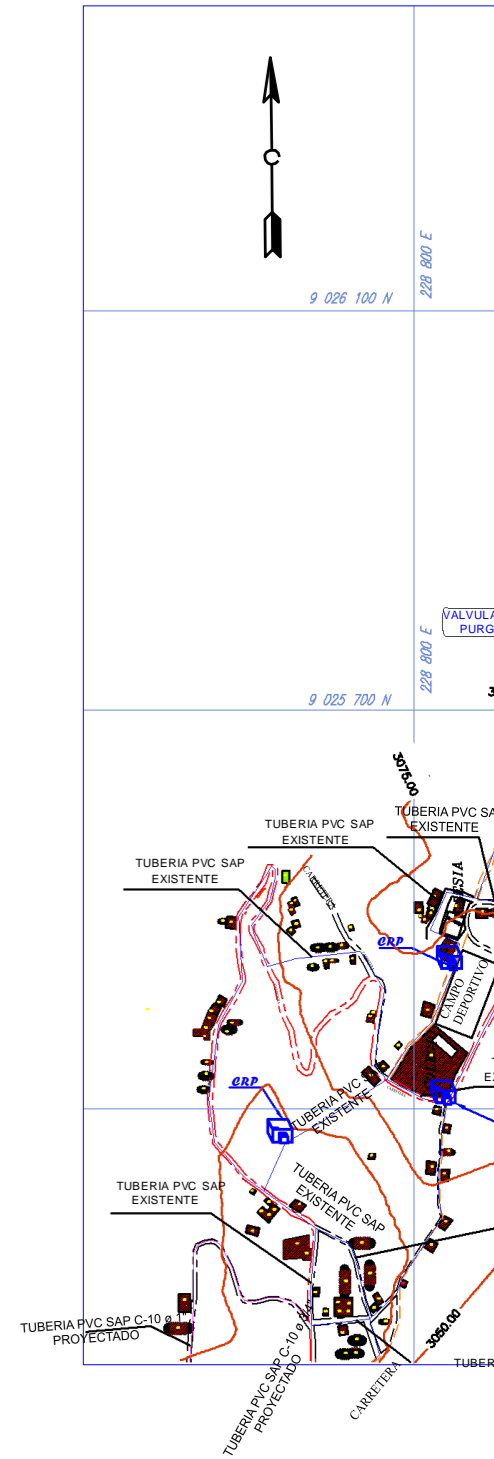 228 800 E
9 026 100 N
VALVULA
PURG
228 800 E
9 025 700 N
3075.00
TUBERIA PVC SA
EXISTENTE
TUBERIA PVC SAP
EXISTENTE
TUBERIA PVC SAP
EXISTENTE
CARRETERA
CRP
CAMPO
DEPORTIVO
CRP
TUBERIA PVC
EXISTENTE
TUBERIA PVC SAP
EXISTENTE
TUBERIA PVC SAP
EXISTENTE
TUBERIA PVC SAP C-10 ø
PROYECTADO
TUBERIA PVC SAP C-10 ø
PROYECTADO
CARRETERA
3050.00
TUBER